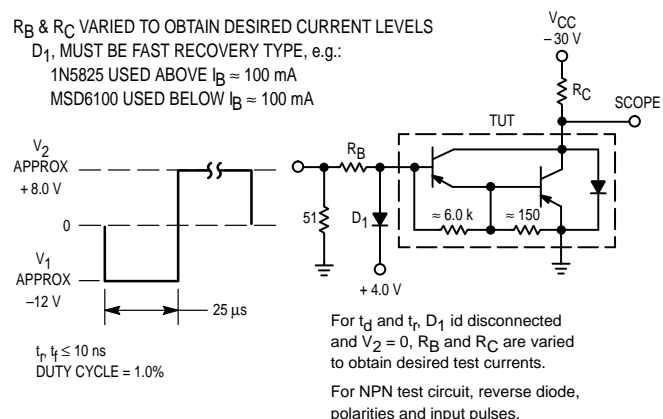 R_B & R_C VARIED TO OBTAIN DESIRED CURRENT LEVELS
D_1, MUST BE FAST RECOVERY TYPE, e.g.:
1N5825 USED ABOVE I_B ≈ 100 mA
MSD6100 USED BELOW I_B ≈ 100 mA
V_CC
– 30 V
R_C
SCOPE
TUT
V_2
APPROX
+ 8.0 V
0
V_1
APPROX
–12 V
25 µs
t_r, t_f ≤ 10 ns
DUTY CYCLE = 1.0%
R_B
51
D_1
+ 4.0 V
≈ 6.0 k
≈ 150
For t_d and t_r, D_1 id disconnected
and V_2 = 0, R_B and R_C are varied
to obtain desired test currents.
For NPN test circuit, reverse diode,
polarities and input pulses.